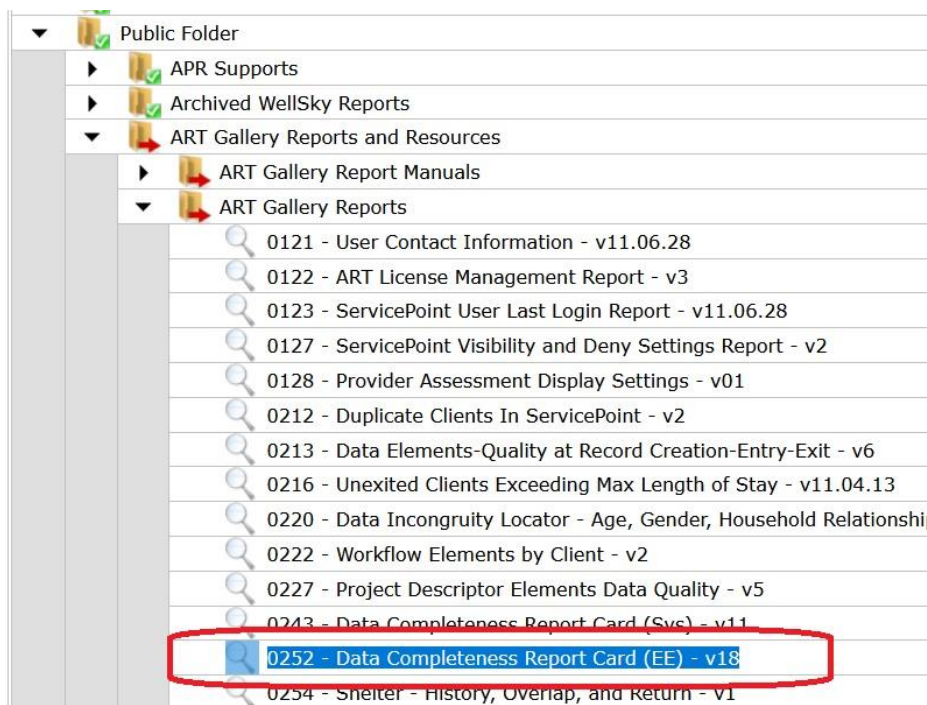 Public Folder
APR Supports
Archived WellSky Reports
ART Gallery Reports and Resources
ART Gallery Report Manuals
ART Gallery Reports
0121 - User Contact Information - v11.06.28
0122 - ART License Management Report - v3
0123 - ServicePoint User Last Login Report - v11.06.28
0127 - ServicePoint Visibility and Deny Settings Report - v2
0128 - Provider Assessment Display Settings - v01
0212 - Duplicate Clients In ServicePoint - v2
0213 - Data Elements-Quality at Record Creation-Entry-Exit - v6
0216 - Unexited Clients Exceeding Max Length of Stay - v11.04.13
0220 - Data Incongruity Locator - Age, Gender, Household Relationshi
0222 - Workflow Elements by Client - v2
0227 - Project Descriptor Elements Data Quality - v5
0243 - Data Completeness Report Card (Sys) - v11
0252 - Data Completeness Report Card (EE) - v18
0254 - Shelter - History, Overlap, and Return - v1